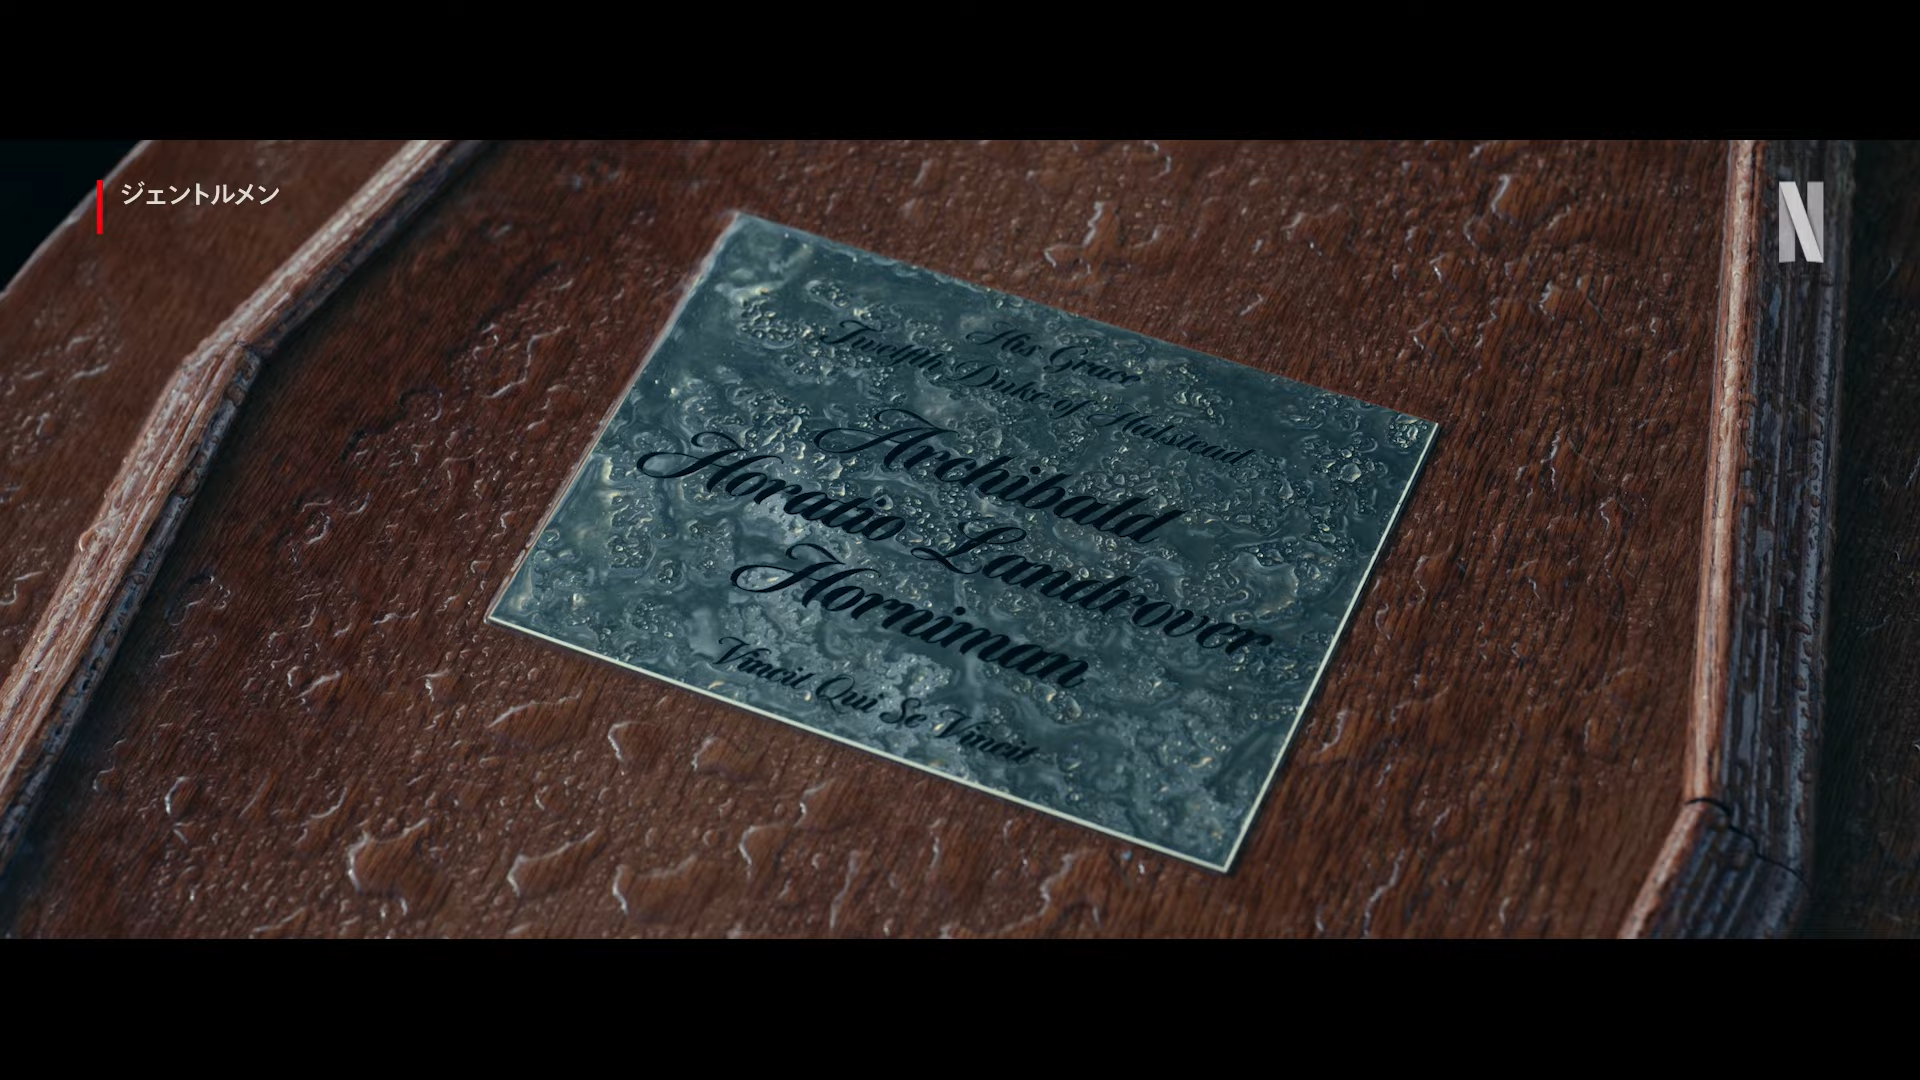 ジェントルメン
N
His Grace
Twelfth Duke of Halstead
Archibald
Horatio Landrover
Horniman
Vincit Qui Se Vincit